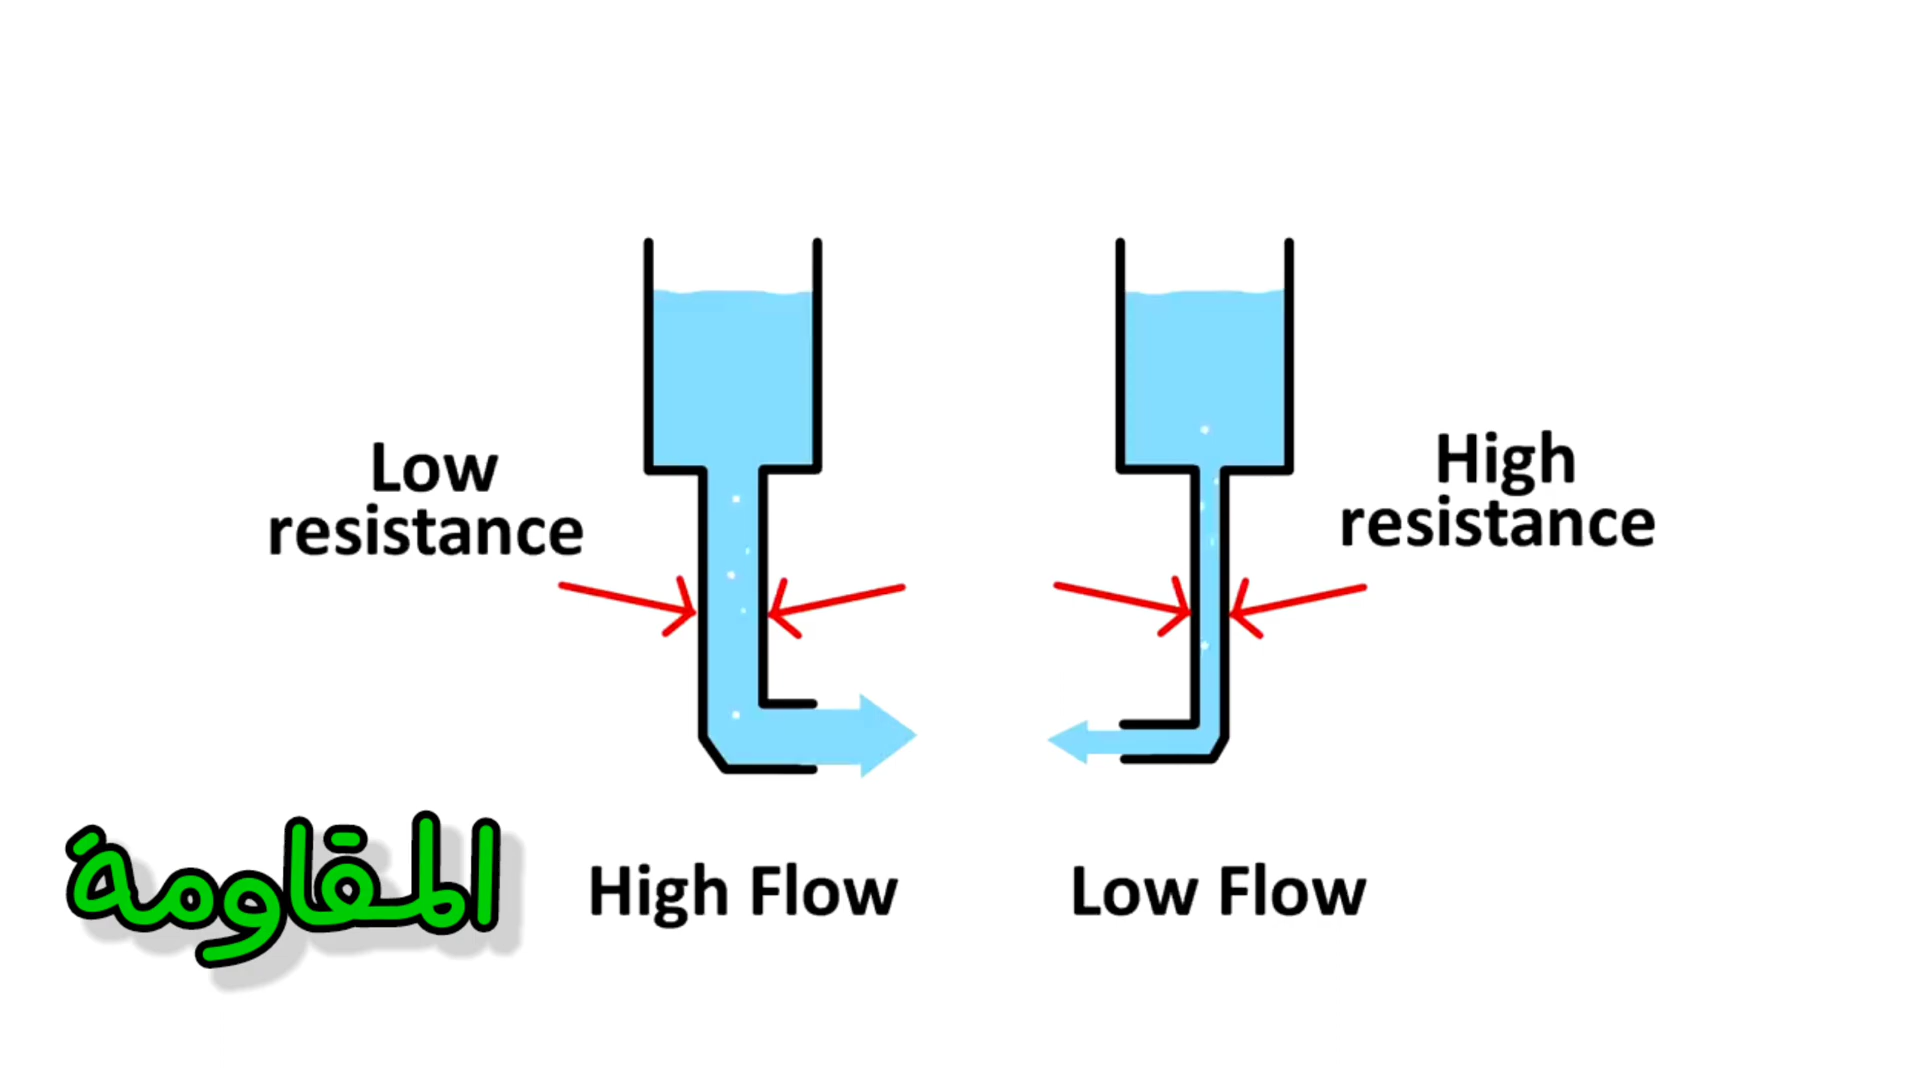 Low
resistance
High
resistance
المقاومة
High Flow
Low Flow